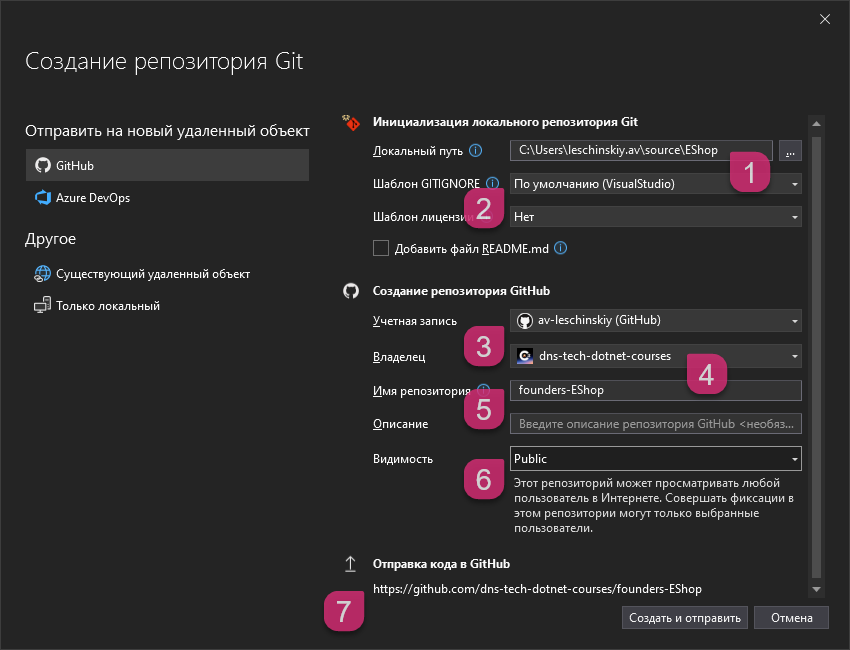 Создание репозитория Git
Отправить на новый удаленный объект
GitHub
Azure DevOps
Другое
Существующий удаленный объект
Только локальный
Инициализация локального репозитория Git
Локальный путь C:\Users\leschinskiy.av\source\EShop ...
1
Шаблон GITIGNORE По умолчанию (VisualStudio)
2
Шаблон лицензии Нет
Добавить файл README.md
Создание репозитория GitHub
Учетная запись av-leschinskiy (GitHub)
3
Владелец dns-tech-dotnet-courses
4
Имя репозитория founders-EShop
5
Описание Введите описание репозитория GitHub <необяз...
Видимость Public
6
Этот репозиторий может просматривать любой
пользователь в Интернете. Совершать фиксации в
этом репозитории могут только выбранные
пользователи.
Отправка кода в GitHub
https://github.com/dns-tech-dotnet-courses/founders-EShop
7
Создать и отправить Отмена